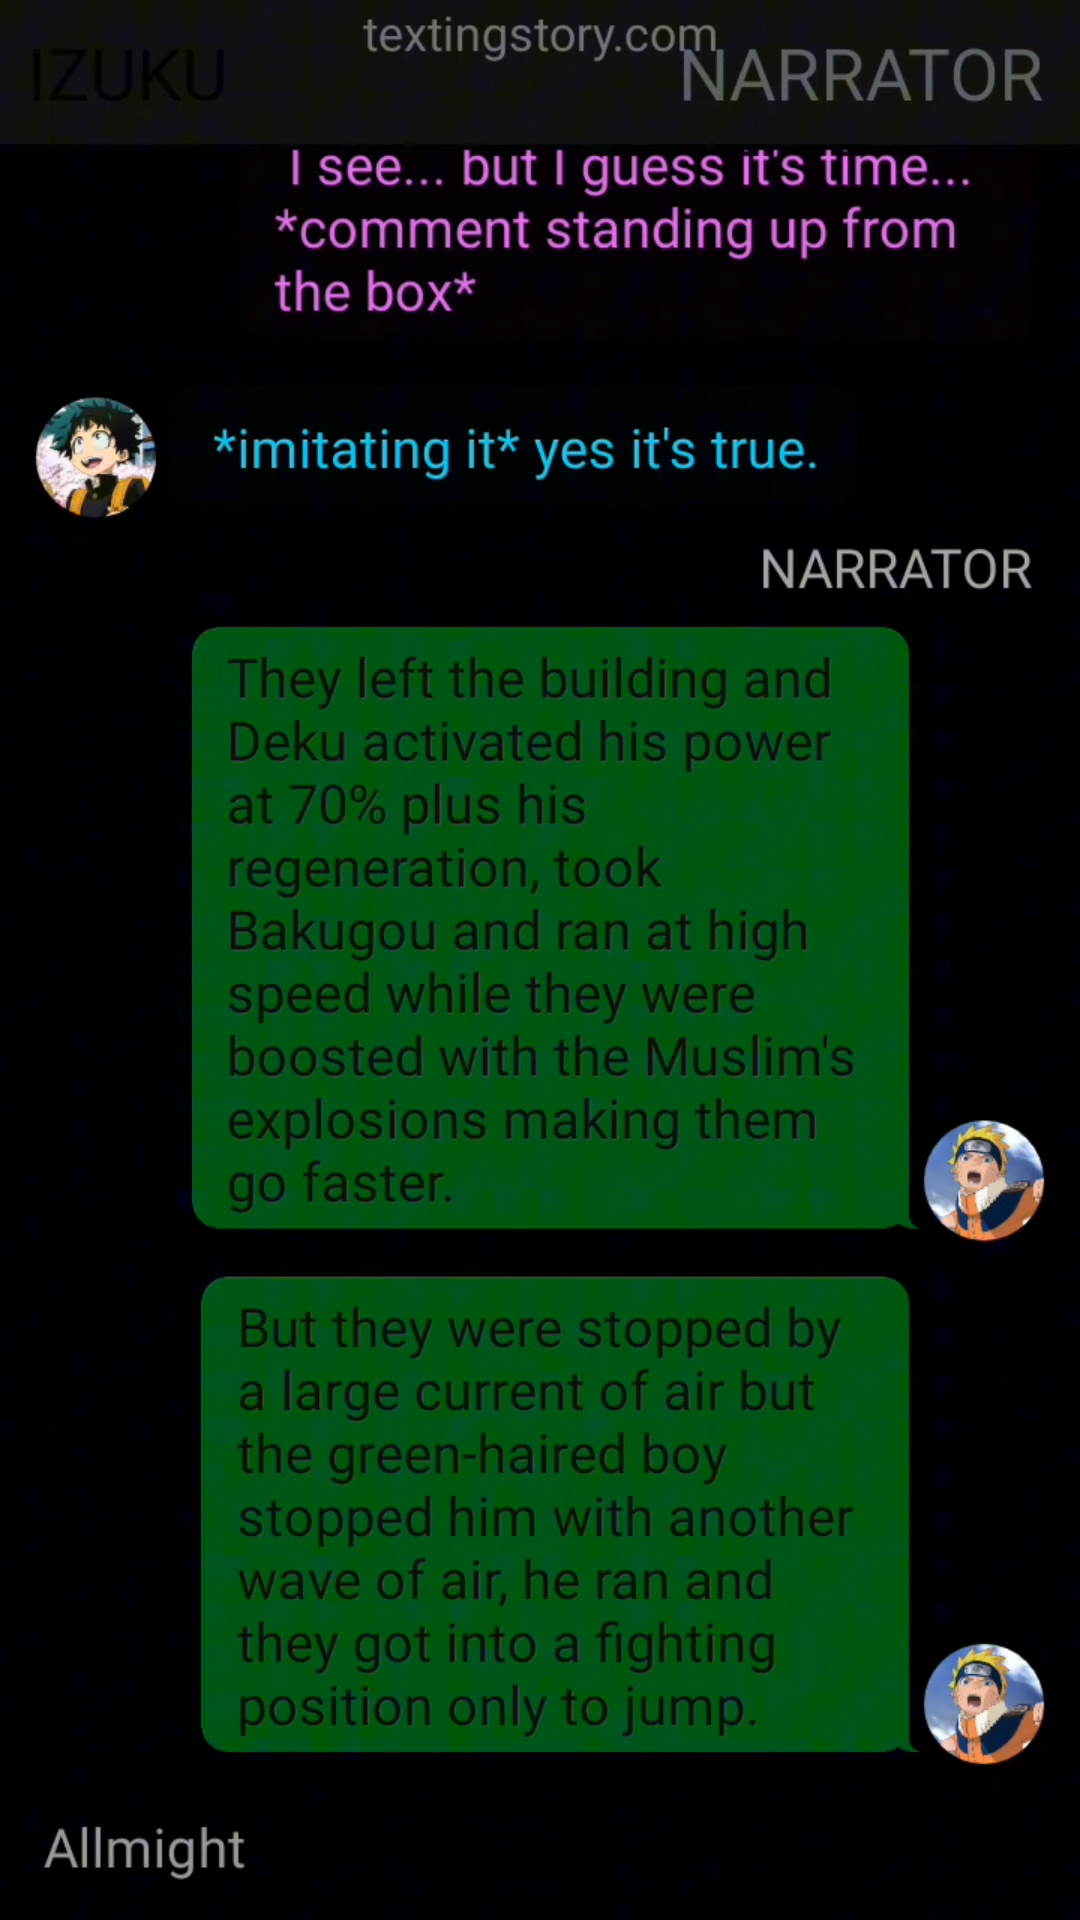 textingstory.com
IZUKU
NARRATOR
I see... but I guess it's time...
*comment standing up from
the box*
*imitating it* yes it's true.
NARRATOR
They left the building and
Deku activated his power
at 70% plus his
regeneration, took
Bakugou and ran at high
speed while they were
boosted with the Muslim's
explosions making them
go faster.
But they were stopped by
a large current of air but
the green-haired boy
stopped him with another
wave of air, he ran and
they got into a fighting
position only to jump.
Allmight